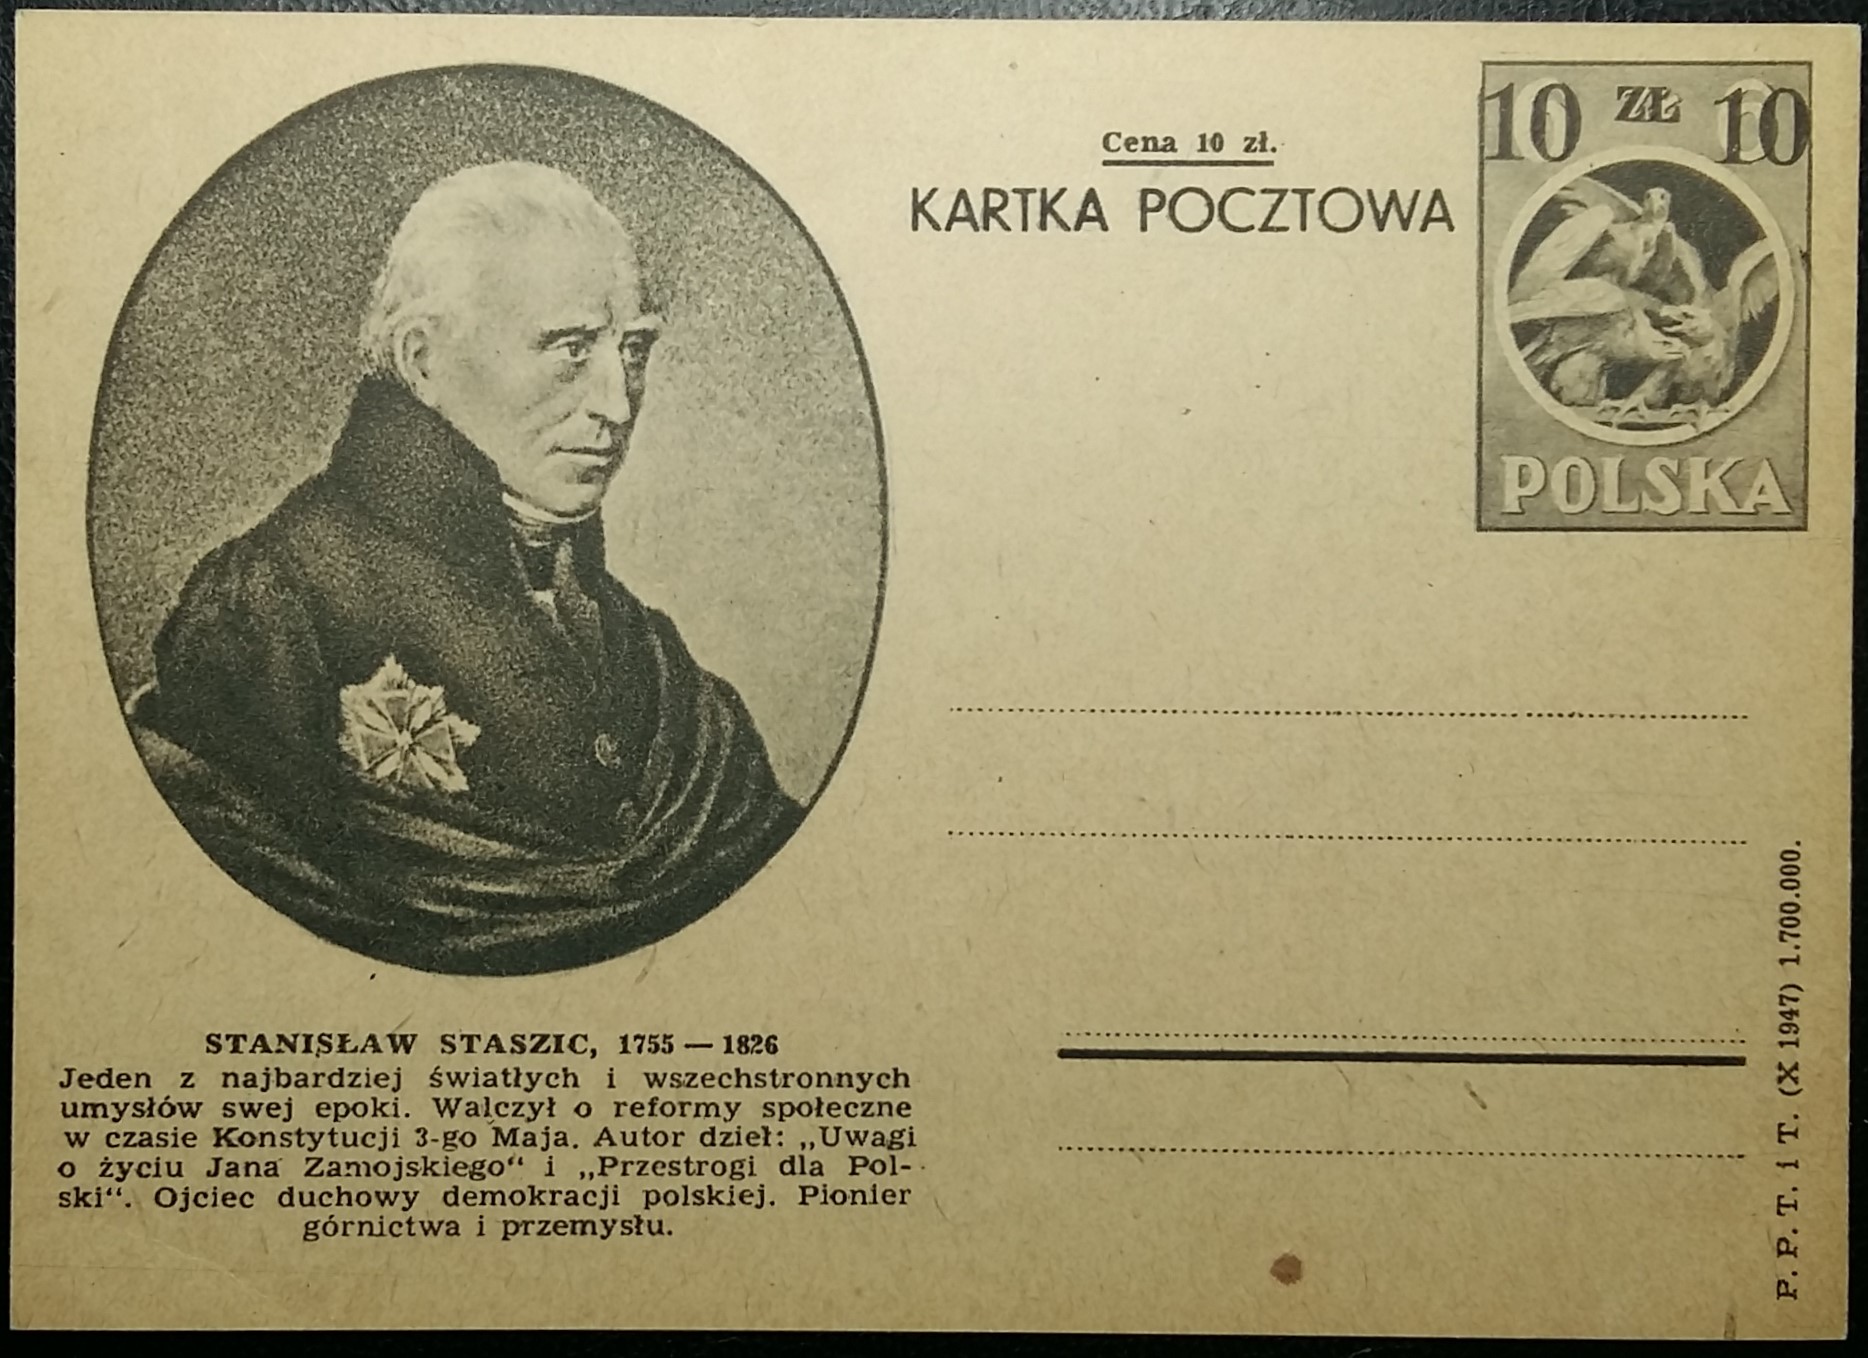 Cena 10 zł.
KARTKA POCZTOWA
10 ZŁ 10
POLSKA
STANISŁAW STASZIC, 1755 — 1826
Jeden z najbardziej światłych i wszechstronnych
umysłów swej epoki. Walczył o reformy społeczne
w czasie Konstytucji 3-go Maja. Autor dzieł: „Uwagi
o życiu Jana Zamojskiego“ i „Przestrogi dla Pol-
ski“. Ojciec duchowy demokracji polskiej. Pionier
górnictwa i przemysłu.
P. P. T. i T. (X 1947) 1.700.000.